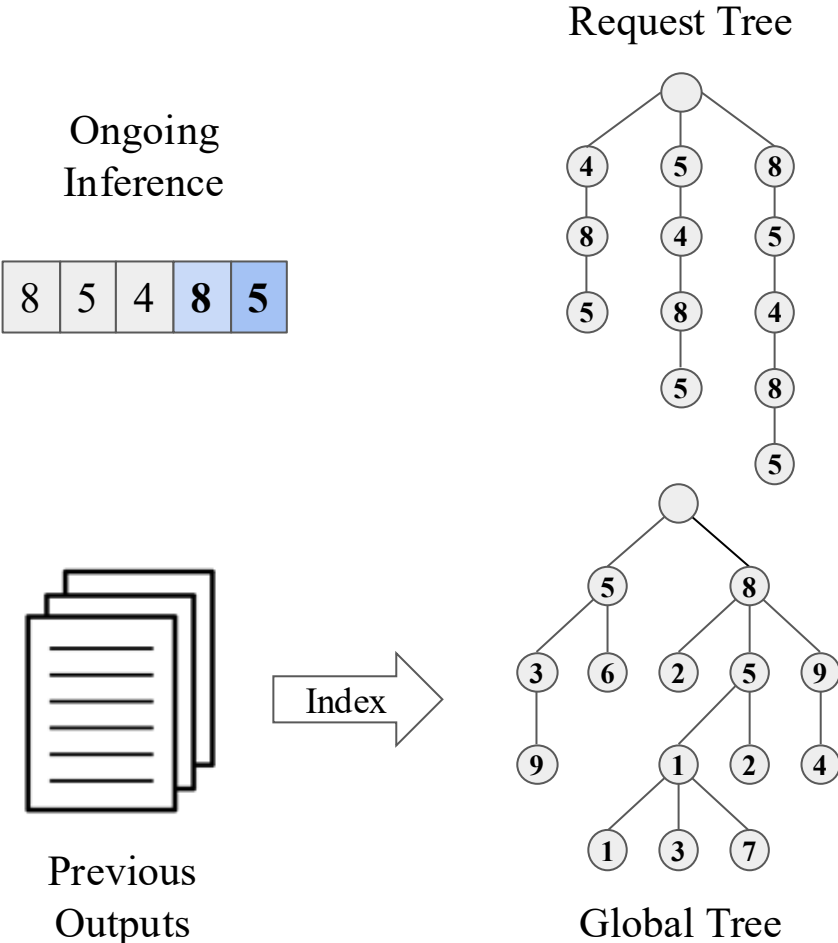 Request Tree
Ongoing
Inference
8 5 4 8 5
4 5 8
8 4 5
5 8 4
5 8
5
5 8
3 6 2 5 9
Index
9 1 2 4
1 3 7
Previous
Outputs
Global Tree